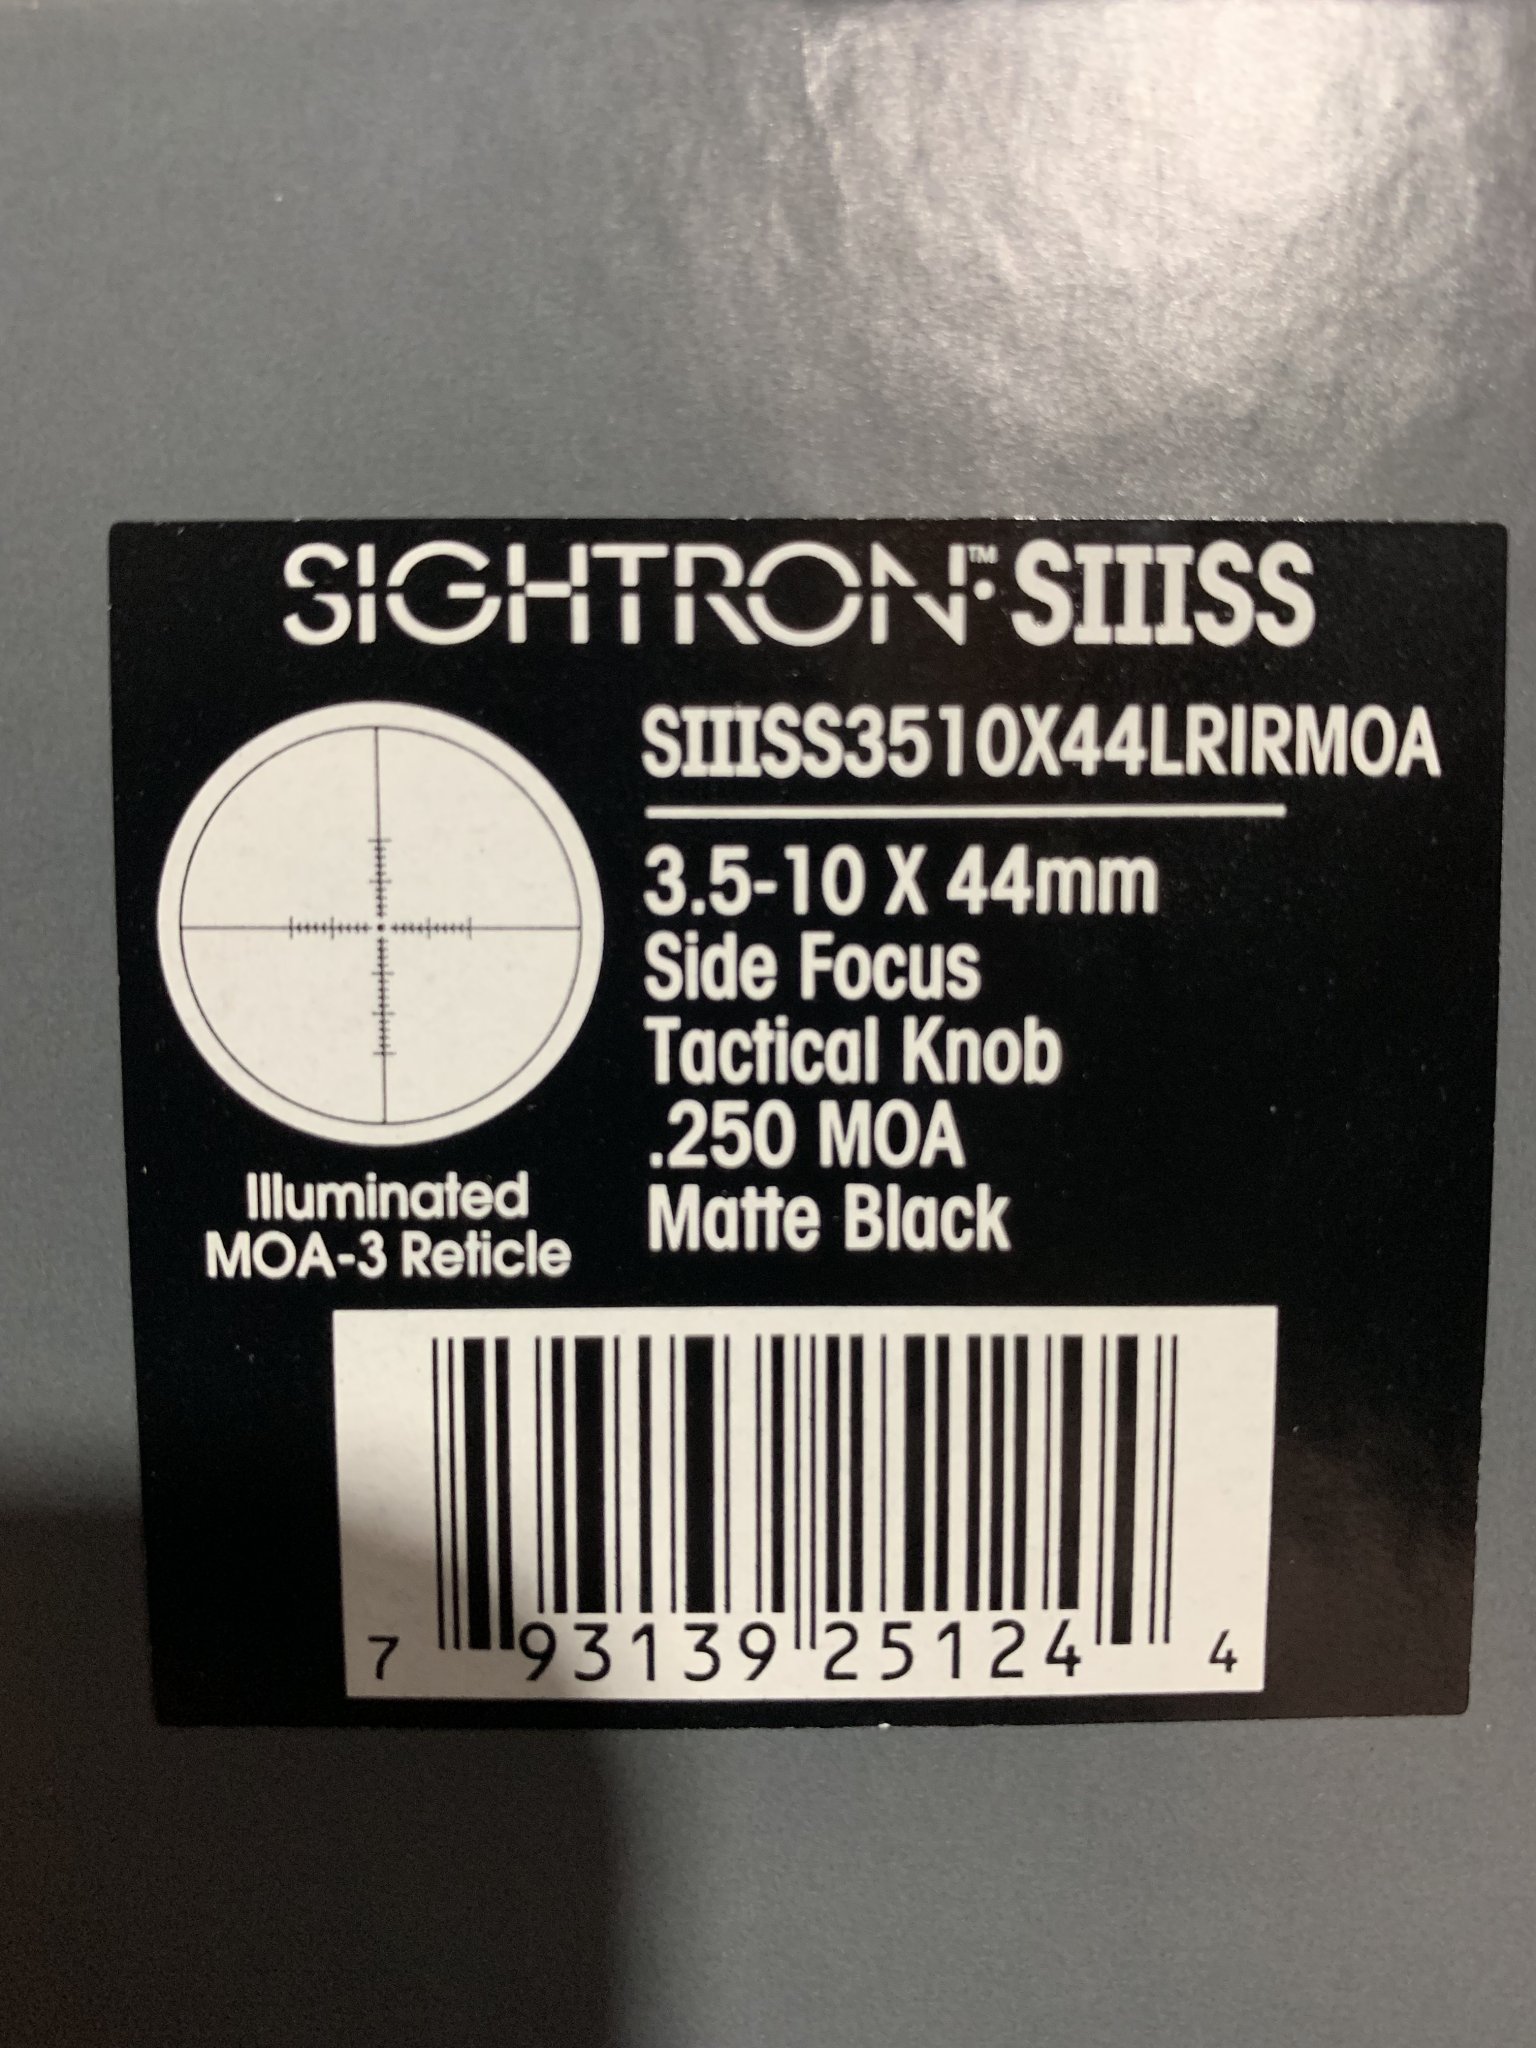 SIGHTRON™ SIIISS
SIIISS3510X44LRIRMOA
3.5-10 X 44mm
Side Focus
Tactical Knob
.250 MOA
Matte Black
Illuminated
MOA-3 Reticle
7 93139 25124 4